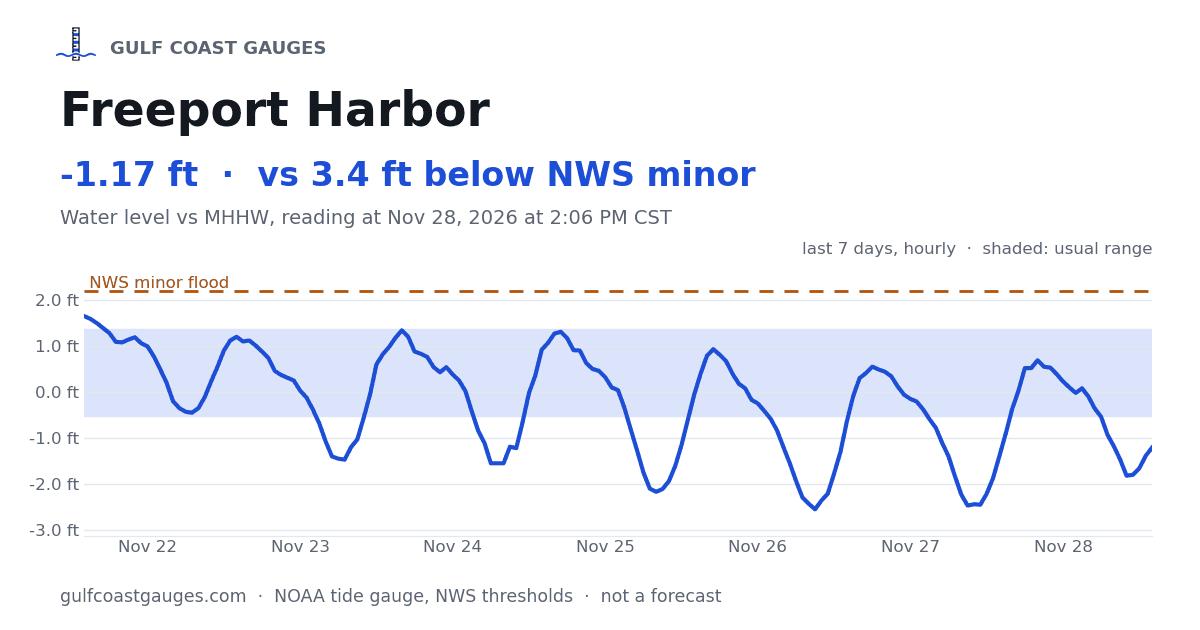 GULF COAST GAUGES
Freeport Harbor
-1.17 ft · vs 3.4 ft below NWS minor
Water level vs MHHW, reading at Nov 28, 2026 at 2:06 PM CST
last 7 days, hourly · shaded: usual range
NWS minor flood
2.0 ft
1.0 ft
0.0 ft
-1.0 ft
-2.0 ft
-3.0 ft
Nov 22 Nov 23 Nov 24 Nov 25 Nov 26 Nov 27 Nov 28
gulfcoastgauges.com · NOAA tide gauge, NWS thresholds · not a forecast